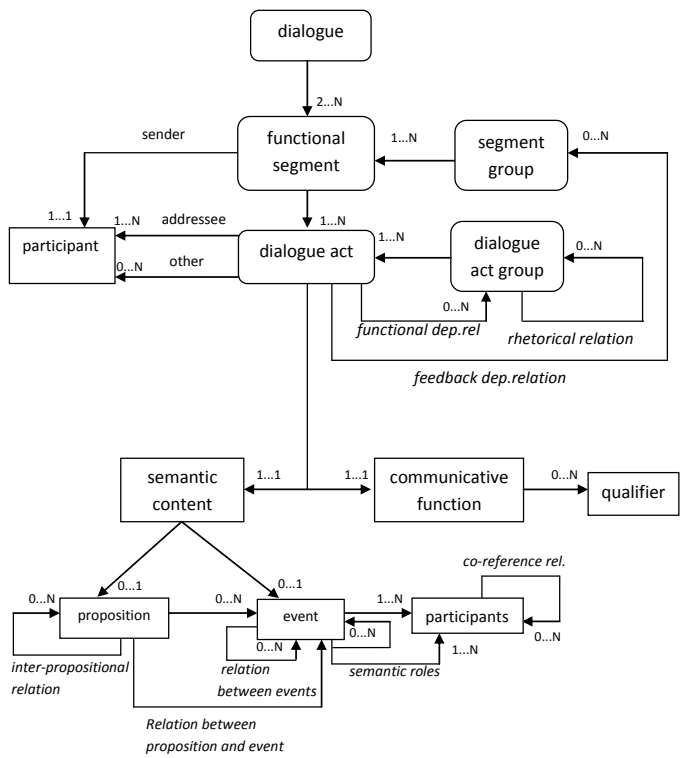 dialogue
2...N
sender
functional
segment
1...N
segment
group
0...N
1...1
1...N
addressee
1...N
participant
0...N
other
dialogue act
1...N
dialogue
act group
0...N
0...N
functional dep.rel
rhetorical relation
feedback dep.relation
semantic
content
1...1
1...1
communicative
function
0...N
qualifier
0...1
0...1
co-reference rel.
0...N
proposition
0...N
event
1...N
participants
0...N
0...N
0...N
1...N
inter-propositional
relation
relation
between events
semantic roles
Relation between
proposition and event